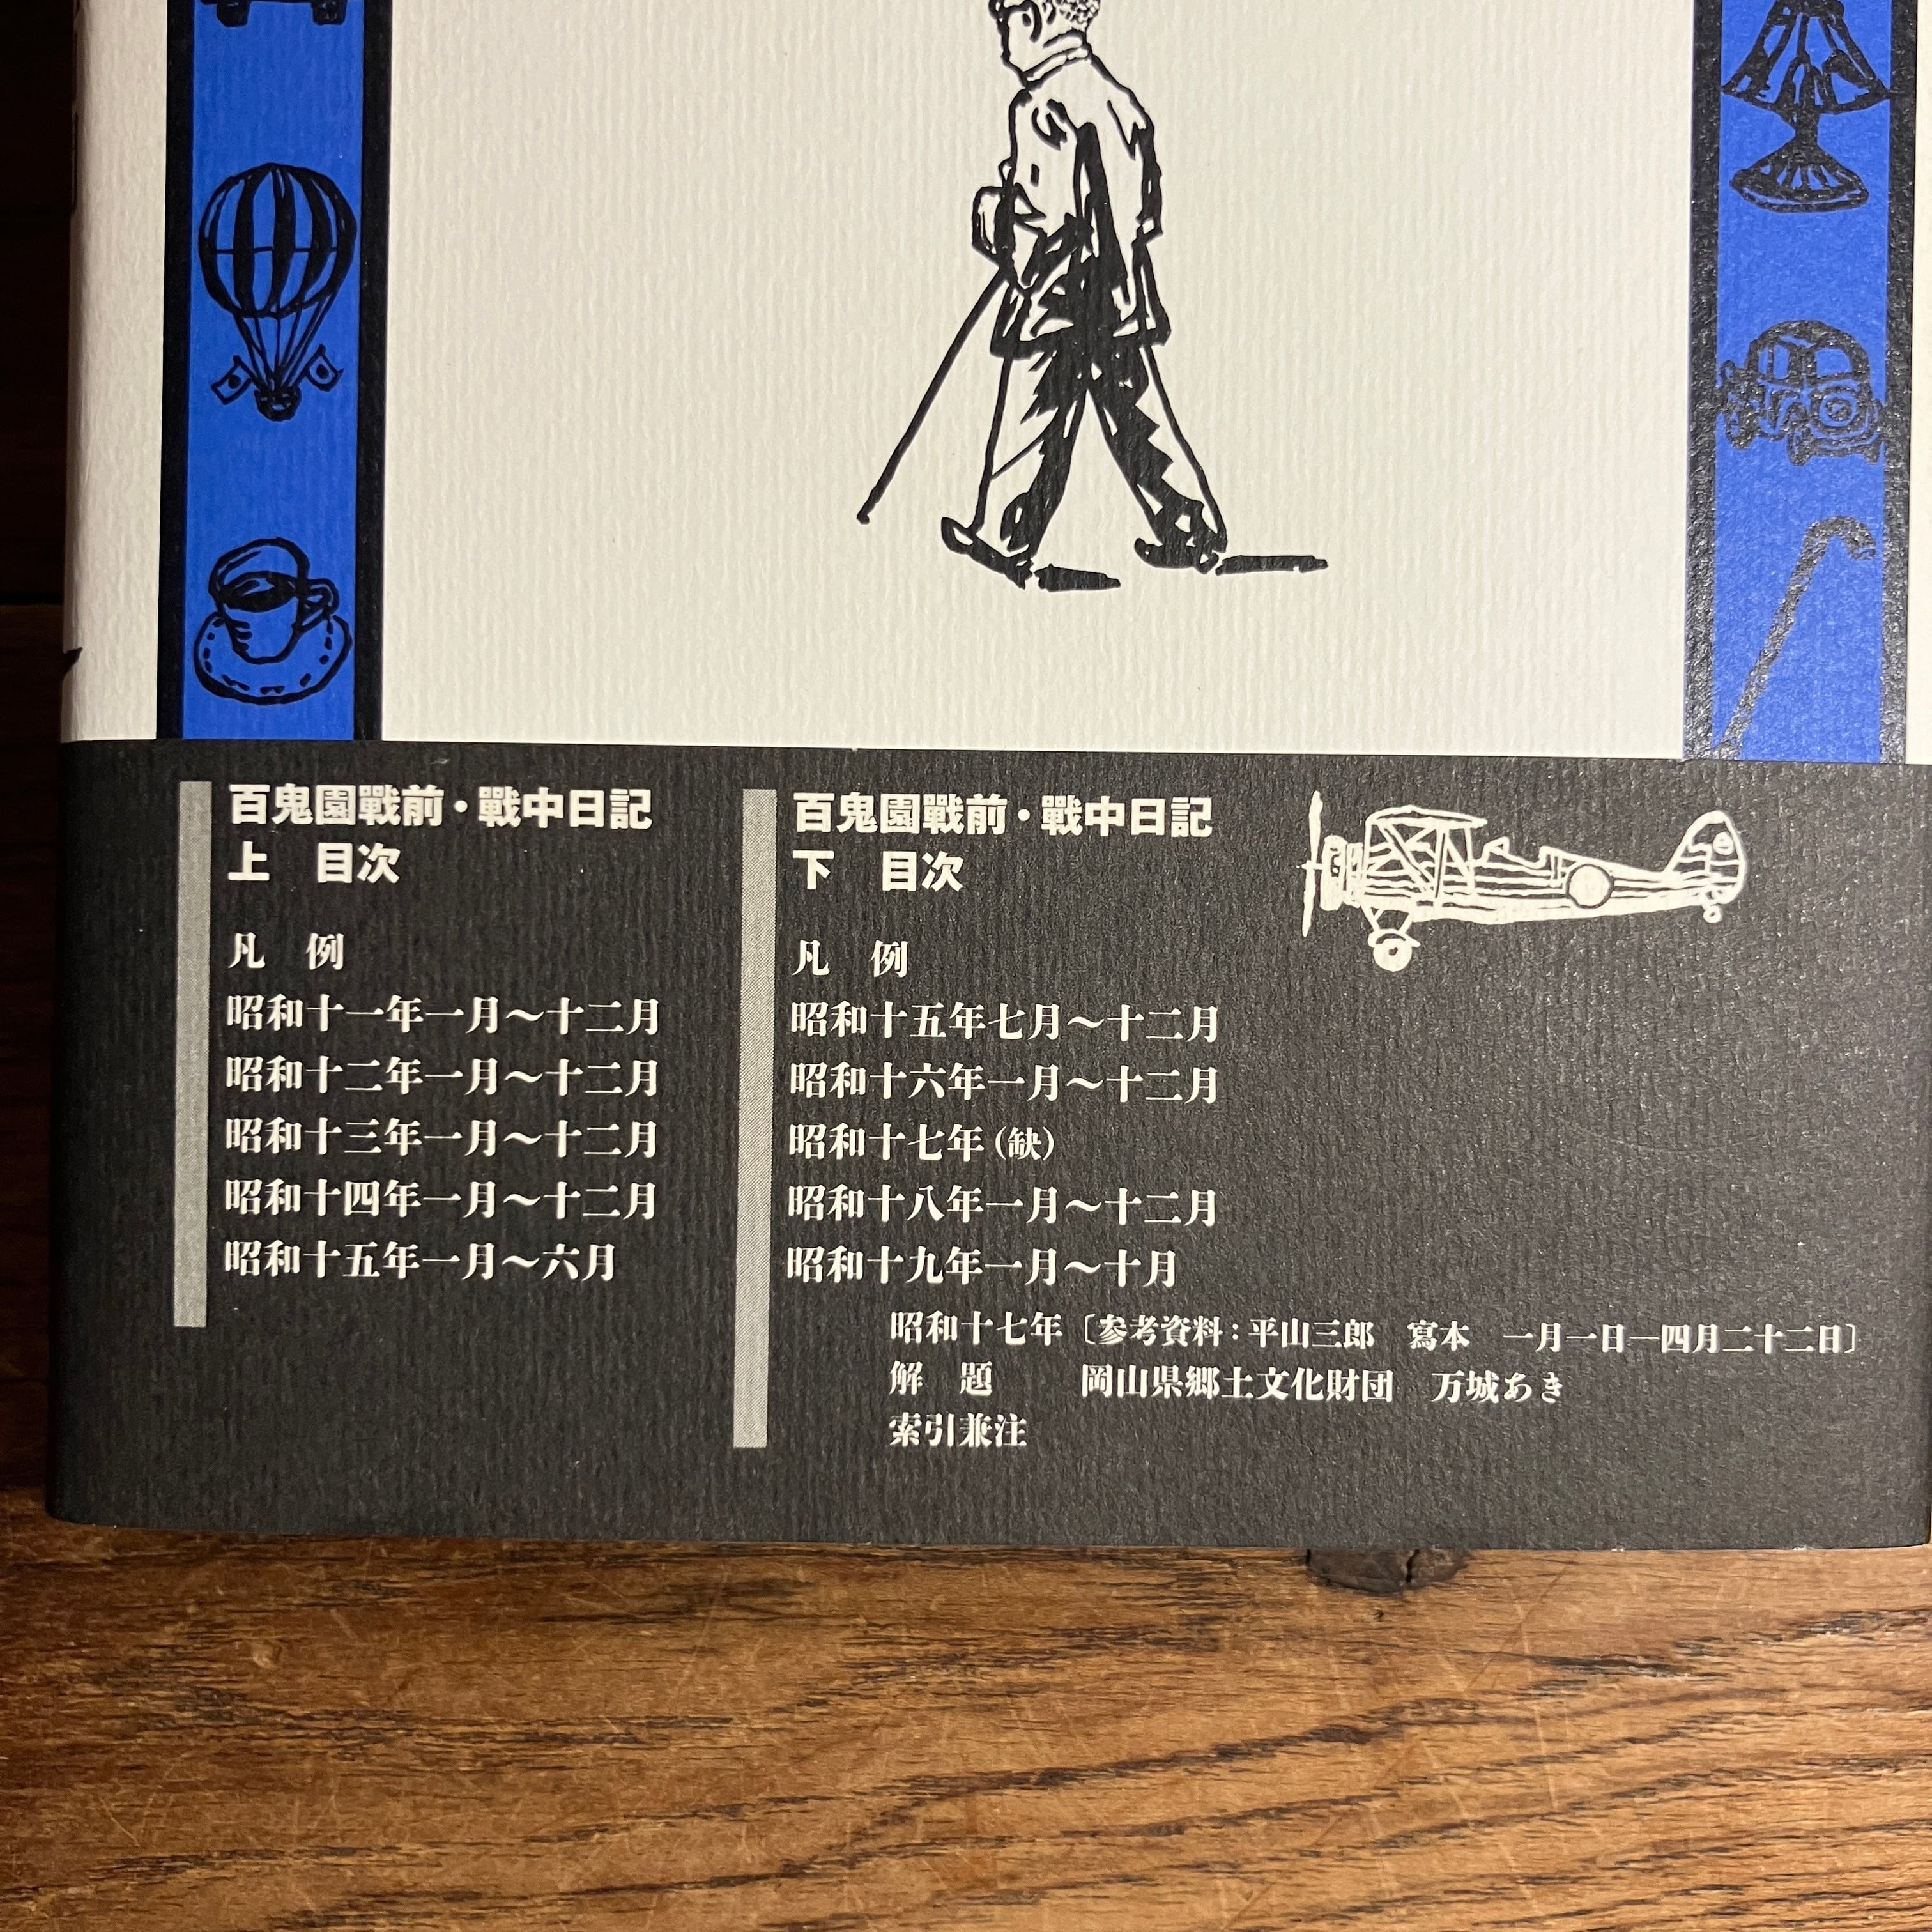 百鬼園戰前・戰中日記
上　目次
凡　例
昭和十一年一月〜十二月
昭和十二年一月〜十二月
昭和十三年一月〜十二月
昭和十四年一月〜十二月
昭和十五年一月〜六月
百鬼園戰前・戰中日記
下　目次
凡　例
昭和十五年七月〜十二月
昭和十六年一月〜十二月
昭和十七年（缺）
昭和十八年一月〜十二月
昭和十九年一月〜十月
昭和十七年〔参考資料：平山三郎　寫本　一月一日―四月二十二日〕
解　題　岡山県郷土文化財団　万城あき
索引兼注